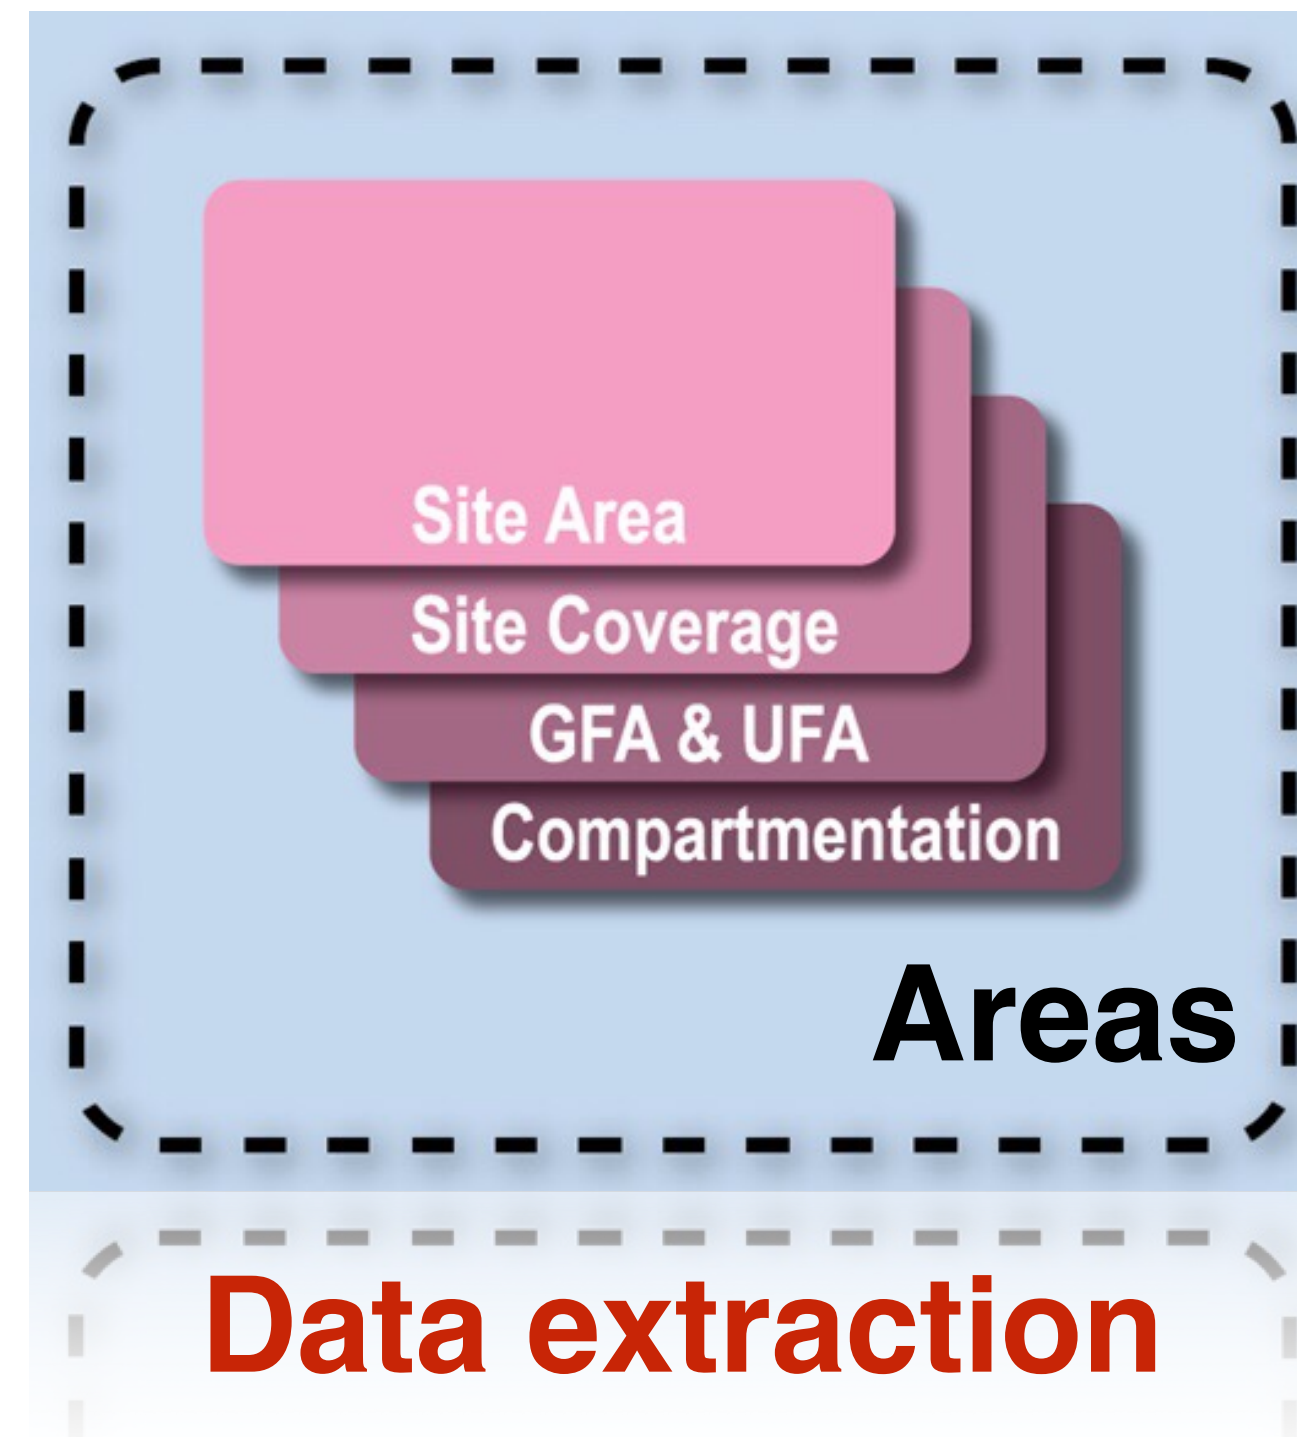 Site Area
Site Coverage
GFA & UFA
Compartmentation
Areas
Data extraction